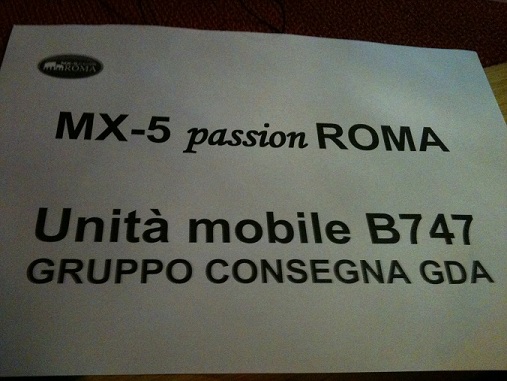 ROMA
MX-5 passion ROMA
Unità mobile B747
GRUPPO CONSEGNA GDA